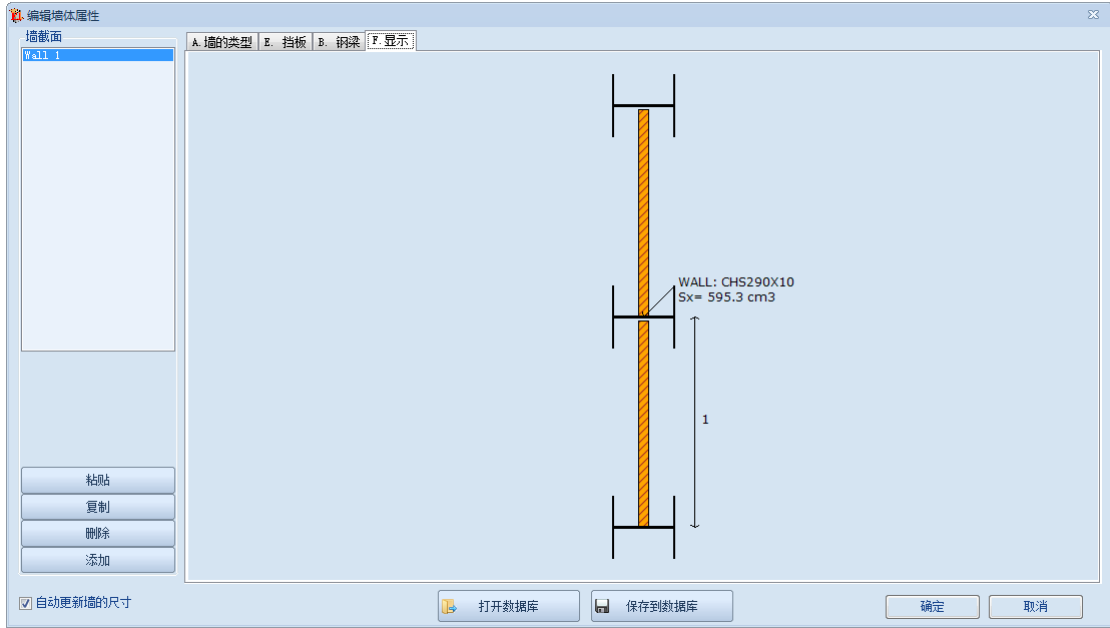 编辑墙体属性
墙截面
Wall 1
A.墙的类型
E. 挡板
B. 钢梁
F.显示
WALL: CHS290X10
Sx= 595.3 cm3
1
粘贴
复制
删除
添加
自动更新墙的尺寸
打开数据库
保存到数据库
确定
取消